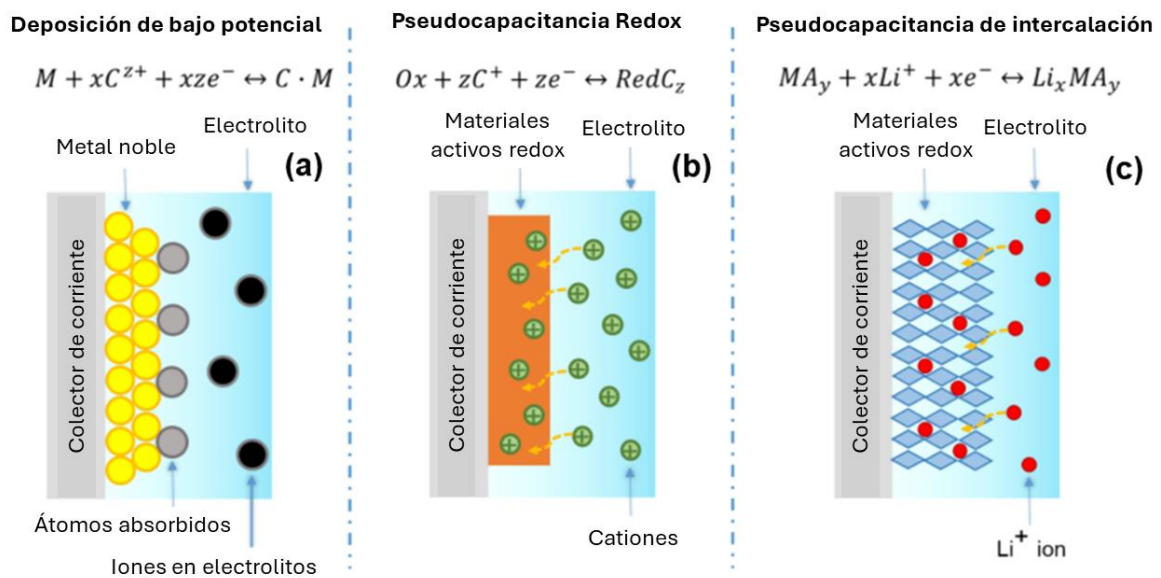 Deposición de bajo potencial
M + xC^{z+} + xze^- ↔ C · M
Metal noble
Electrolito
(a)
Colector de corriente
Átomos absorbidos
Iones en electrolitos
Pseudocapacitancia Redox
Ox + zC^+ + ze^- ↔ RedC_z
Materiales
activos redox
Electrolito
(b)
Colector de corriente
Cationes
Pseudocapacitancia de intercalación
MA_y + xLi^+ + xe^- ↔ Li_xMA_y
Materiales
activos redox
Electrolito
(c)
Colector de corriente
Li^+ ion